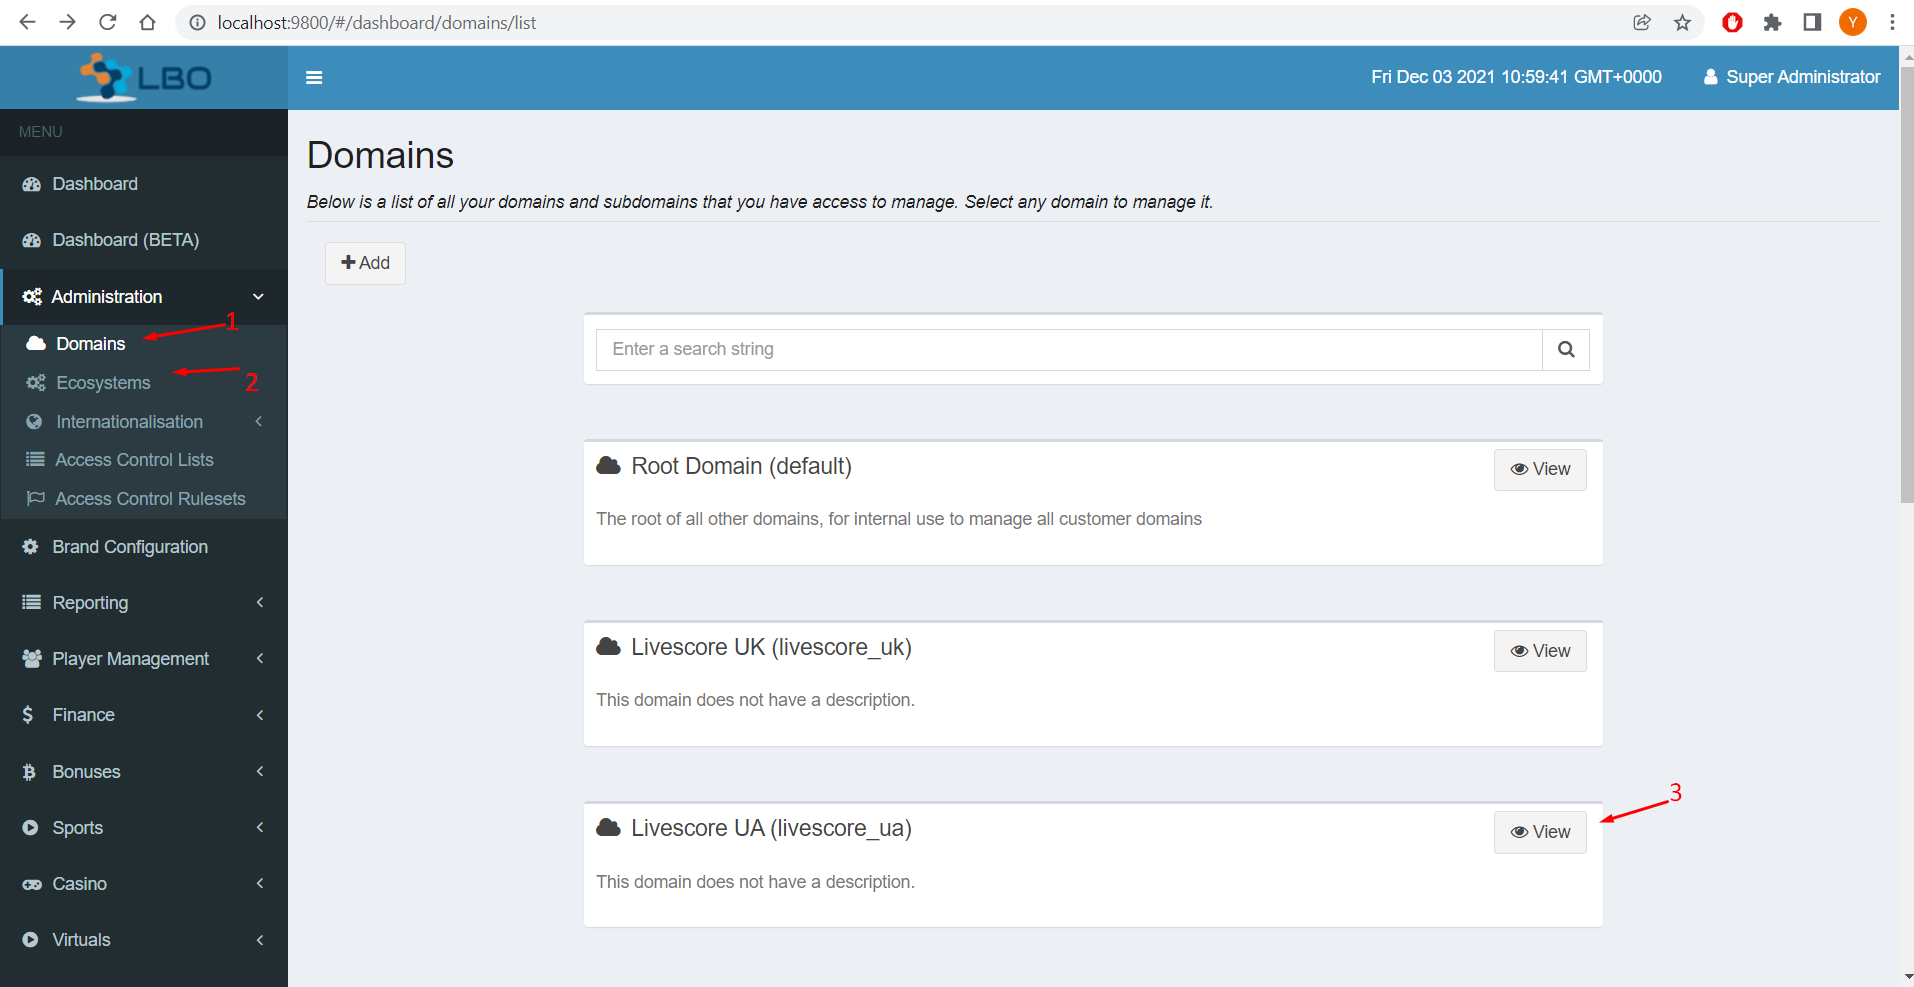 localhost:9800/#/dashboard/domains/list
Y
LBO
Fri Dec 03 2021 10:59:41 GMT+0000
Super Administrator
MENU
Dashboard
Dashboard (BETA)
Administration
1
Domains
2
Ecosystems
Internationalisation
Access Control Lists
Access Control Rulesets
Brand Configuration
Reporting
Player Management
Finance
Bonuses
Sports
Casino
Virtuals
Domains
Below is a list of all your domains and subdomains that you have access to manage. Select any domain to manage it.
Add
Enter a search string
Root Domain (default)
View
The root of all other domains, for internal use to manage all customer domains
Livescore UK (livescore_uk)
View
This domain does not have a description.
3
Livescore UA (livescore_ua)
View
This domain does not have a description.